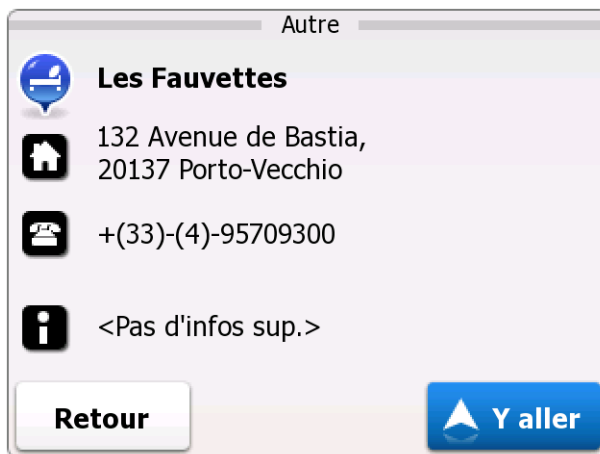 Autre
Les Fauvettes
132 Avenue de Bastia,
20137 Porto-Vecchio
+(33)-(4)-95709300
<Pas d'infos sup.>
Retour
Y aller